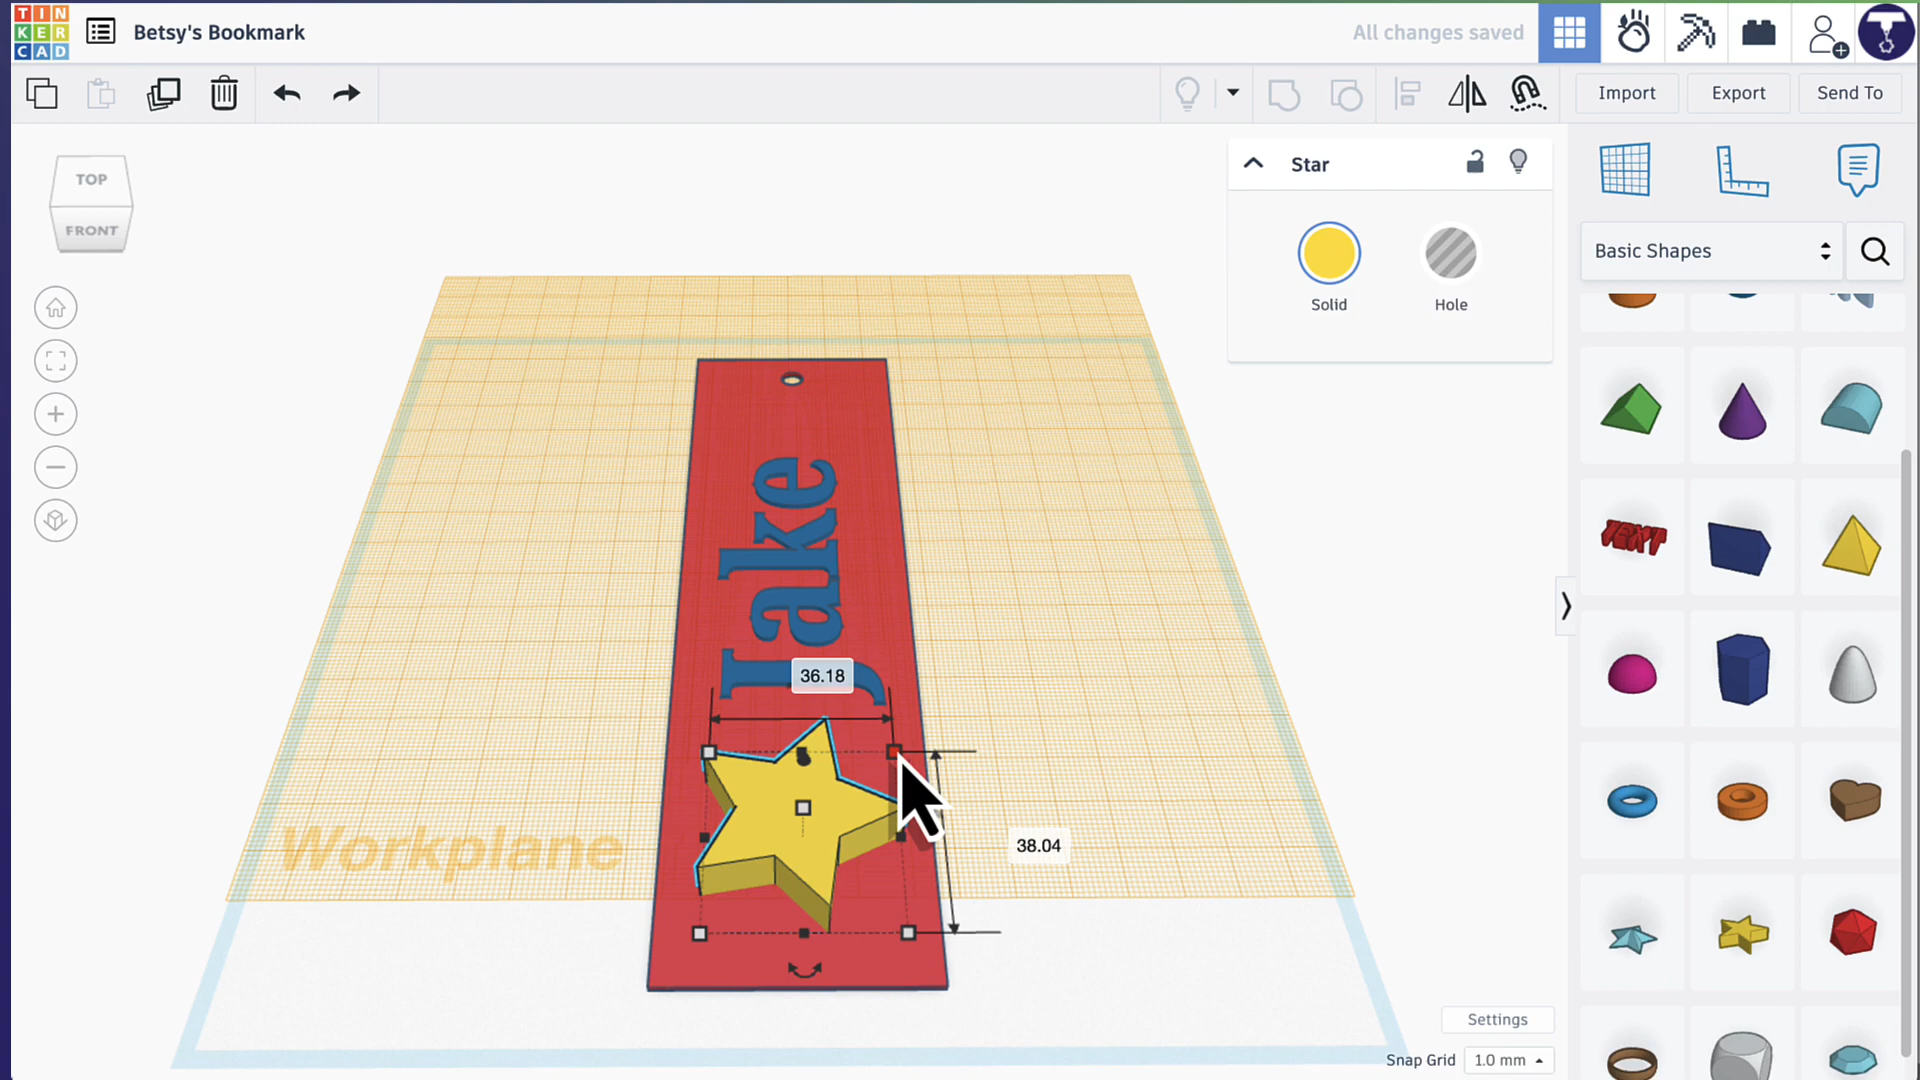 TIN
KER
CAD
Betsy's Bookmark
All changes saved
Import
Export
Send To
TOP
FRONT
Star
Solid
Hole
Basic Shapes
TEXT
Jake
36.18
38.04
Workplane
Settings
Snap Grid
1.0 mm